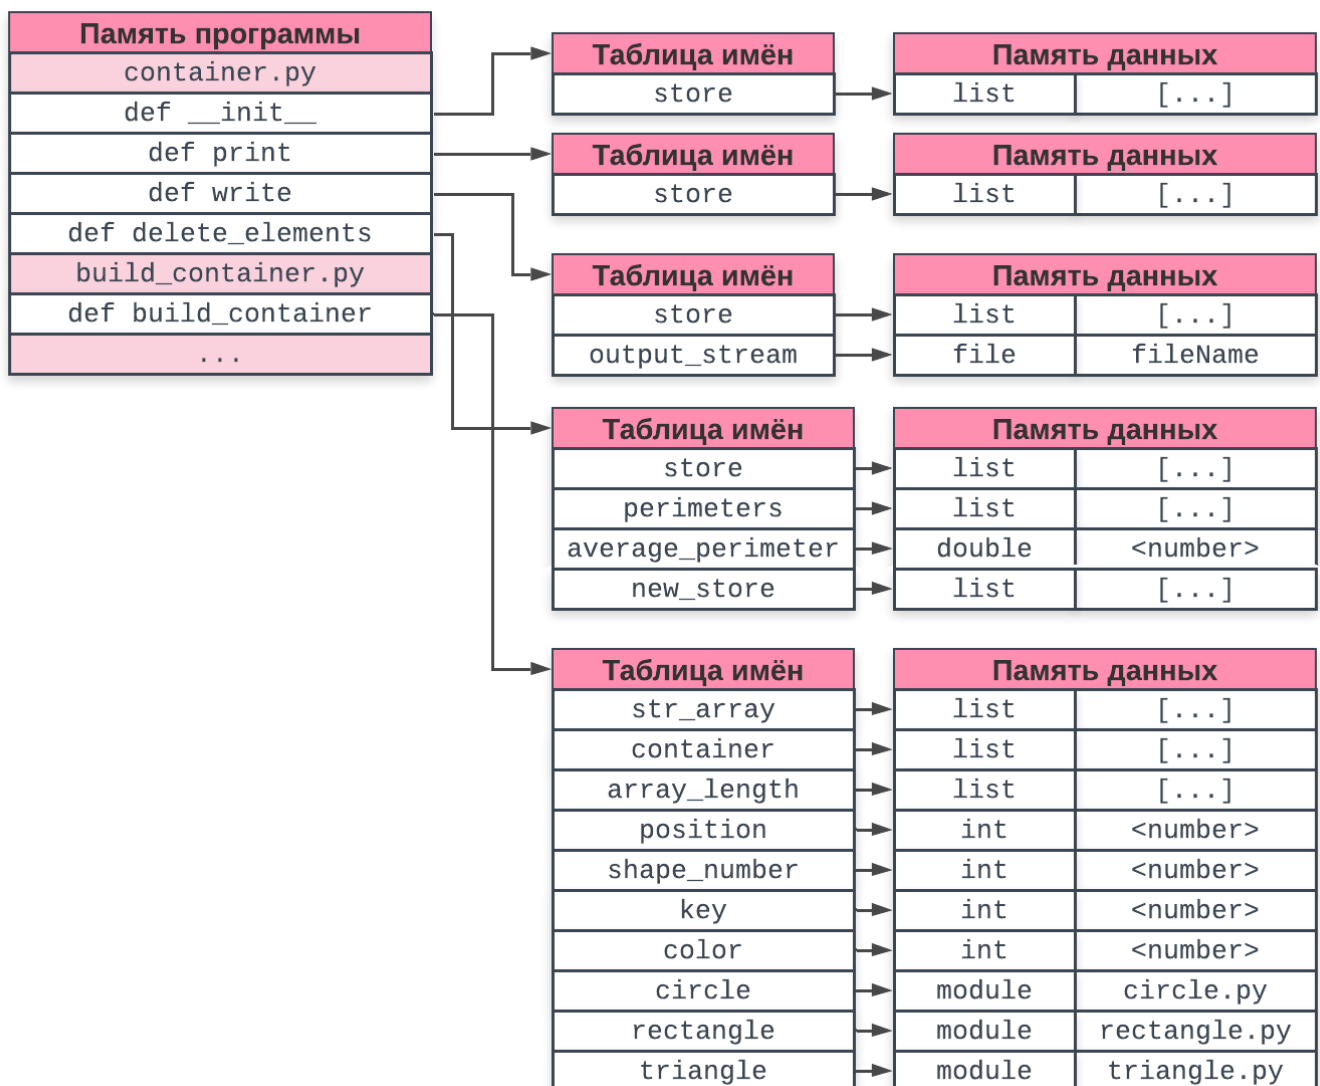 Память программы
container.py
def __init__
def print
def write
def delete_elements
build_container.py
def build_container
...
Таблица имён Память данных
store list [...]
Таблица имён Память данных
store list [...]
Таблица имён Память данных
store list [...]
output_stream file fileName
Таблица имён Память данных
store list [...]
perimeters list [...]
average_perimeter double <number>
new_store list [...]
Таблица имён Память данных
str_array list [...]
container list [...]
array_length list [...]
position int <number>
shape_number int <number>
key int <number>
color int <number>
circle module circle.py
rectangle module rectangle.py
triangle module triangle.py